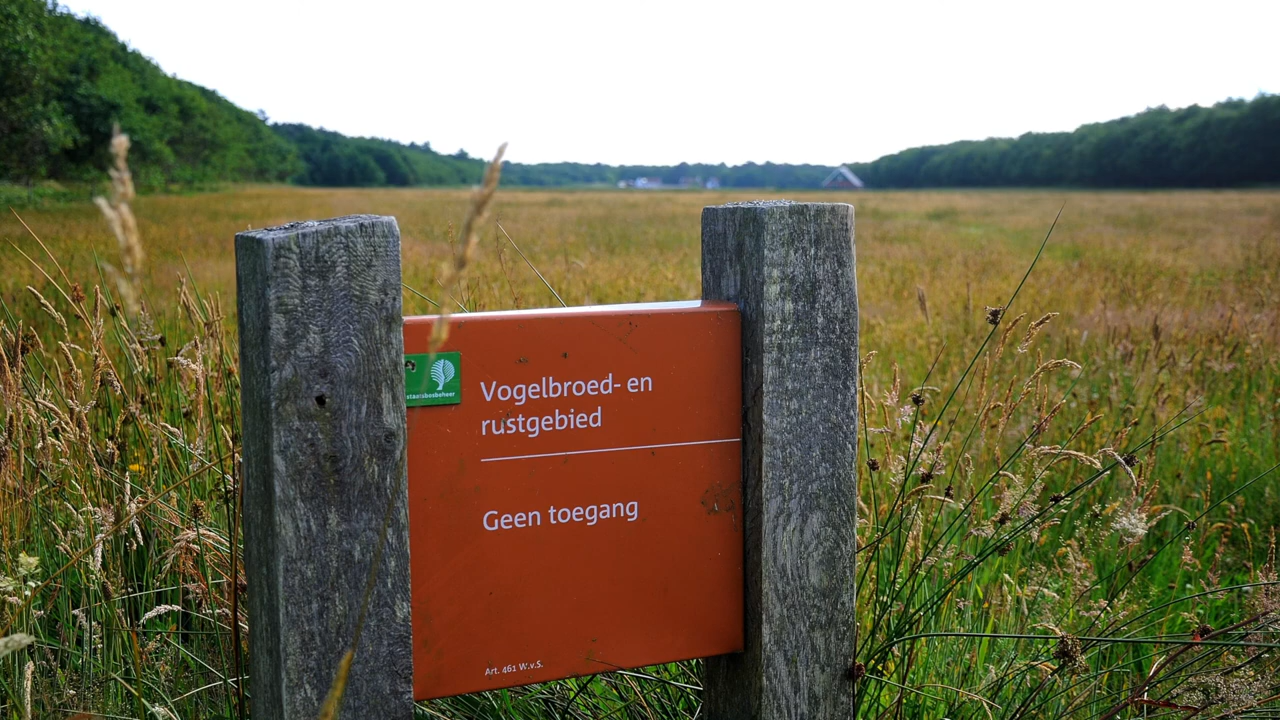 staatsbosbeheer
Vogelbroed- en
rustgebied
Geen toegang
Art. 461 W.v.S.